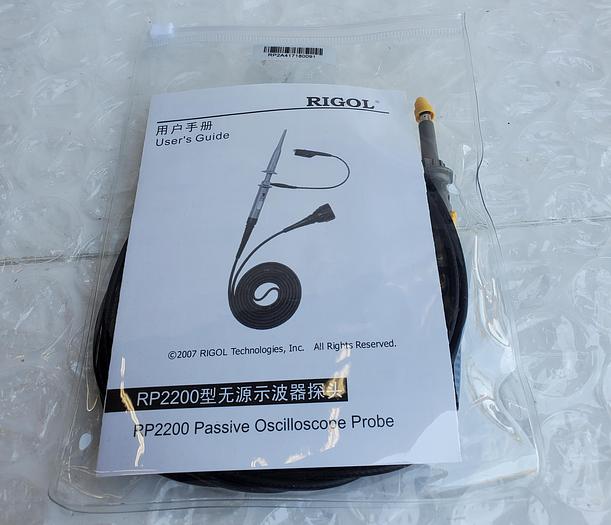 RP2A417180091
RIGOL®
用户手册
User's Guide
©2007 RIGOL Technologies, Inc. All Rights Reserved.
RP2200型无源示波器探头
RP2200 Passive Oscilloscope Probe